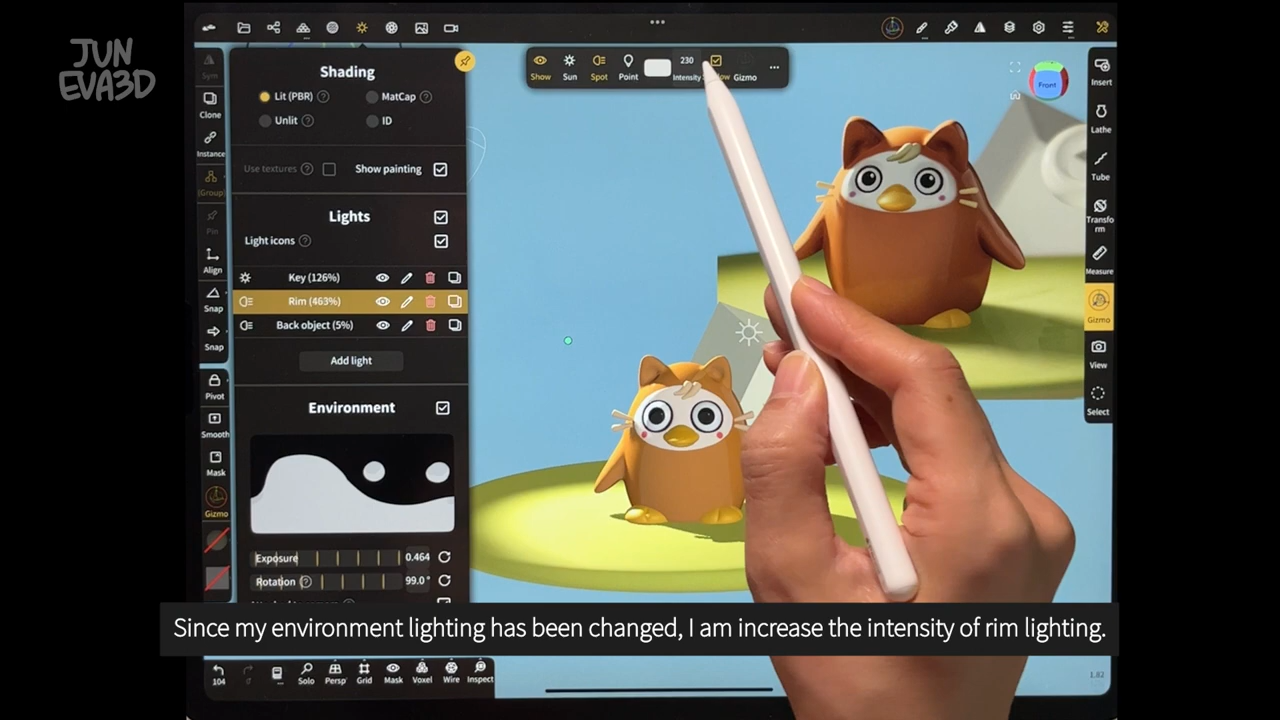 JUN
EVA3D
Shading
Lit (PBR)
MatCap
Unlit
ID
Use textures
Show painting
Lights
Light icons
Key (126%)
Rim (463%)
Back object (5%)
Add light
Environment
Exposure
0.464
Rotation
99.0 °
Sym
Clone
Instance
(Group)
Pin
Align
Snap
Snap
Pivot
Smooth
Mask
Gizmo
Show
Sun
Spot
Point
230
Intensity
Gizmo
Front
Insert
Lathe
Tube
Transfo
rm
Measure
Gizmo
View
Select
Since my environment lighting has been changed, I am increase the intensity of rim lighting.
104
Solo
Persp
Grid
Mask
Voxel
Wire
Inspect
1.82